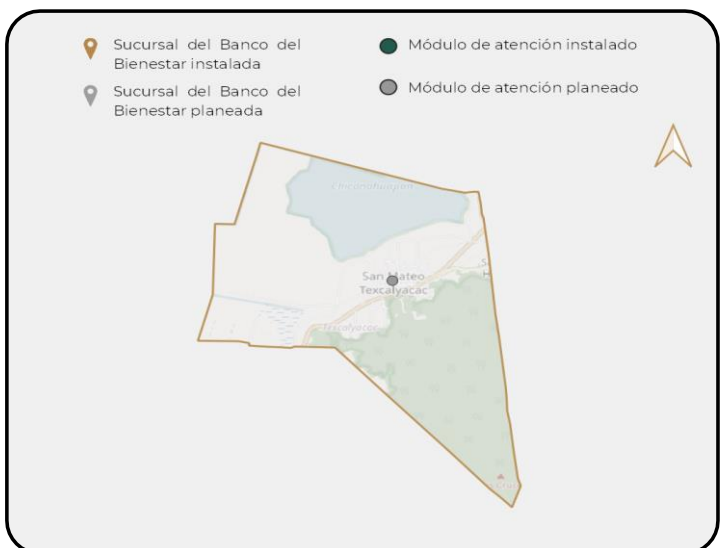 Sucursal del Banco del
Bienestar instalada
Sucursal del Banco del
Bienestar planeada
Módulo de atención instalado
Módulo de atención planeado
San Mateo
Texcalyacac
Texcalyacac